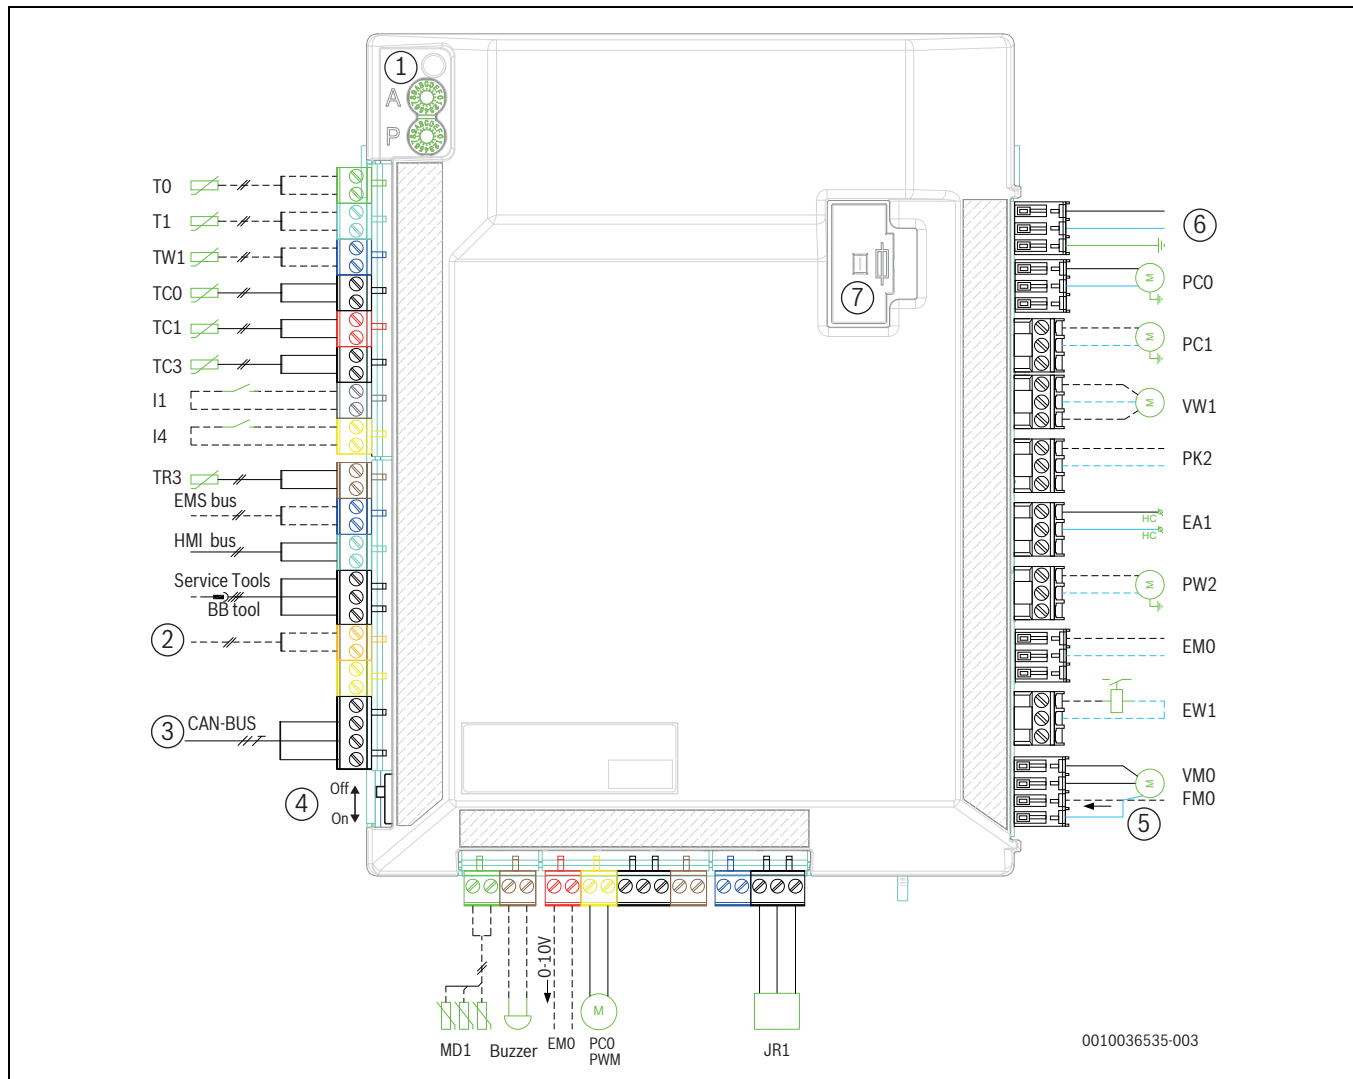 1
A
P
T0
T1
TW1
TC0
TC1
TC3
I1
I4
TR3
EMS bus
HMI bus
Service Tools
BB tool
2
3 CAN-BUS
4 Off
On
7
6
M PC0
M PC1
M VW1
PK2
HC EA1
HC
M PW2
EM0
EW1
M VM0
FM0
5
0-10V
M
MD1
Buzzer
EM0
PC0
PWM
JR1
0010036535-003